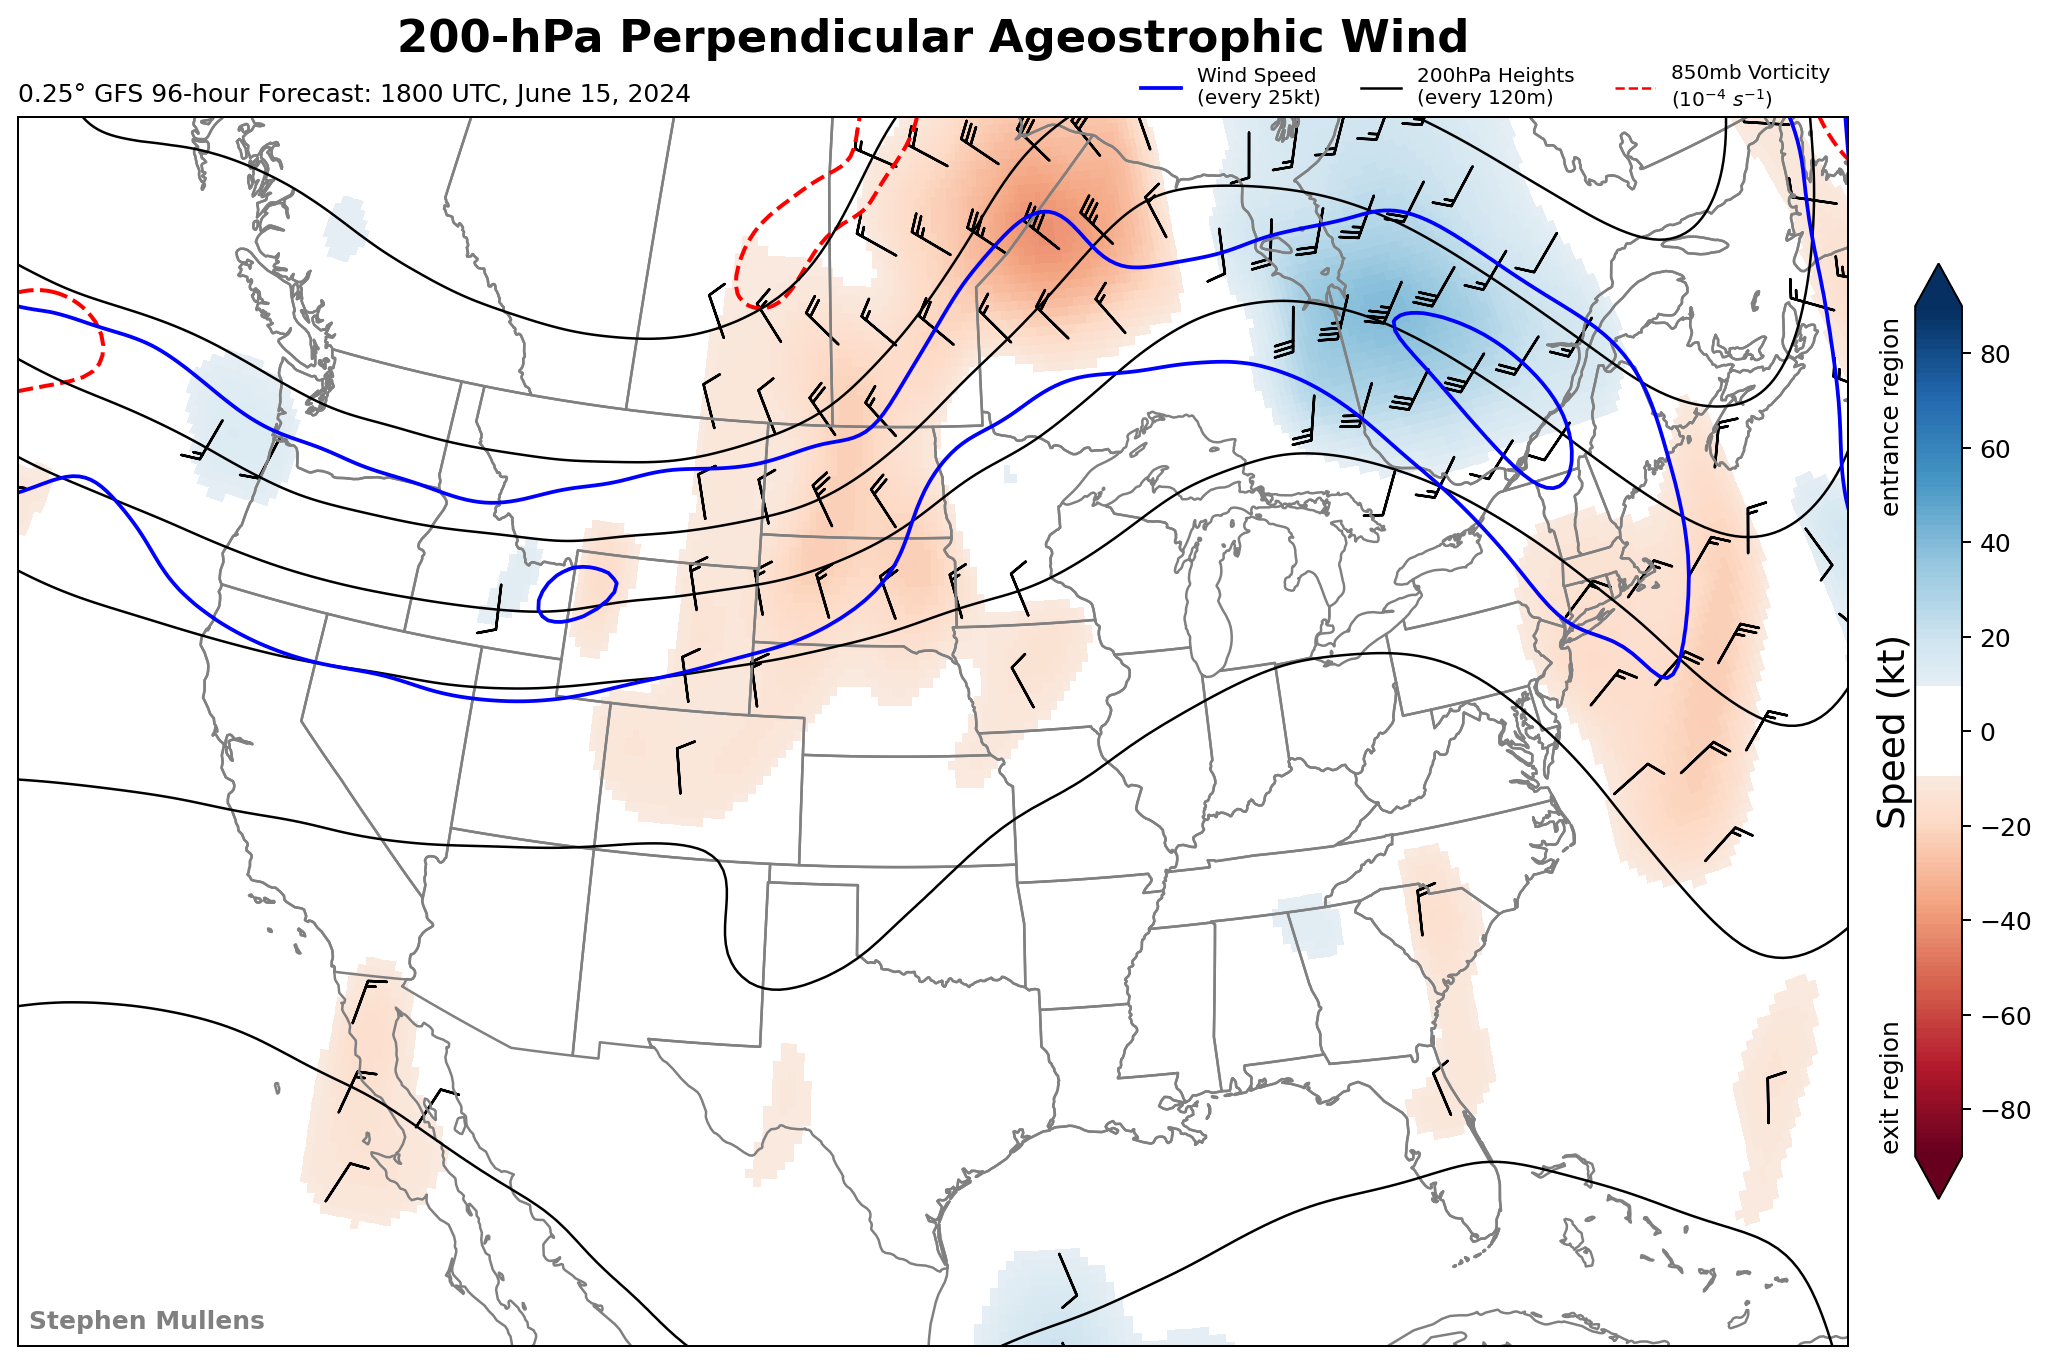 200-hPa Perpendicular Ageostrophic Wind
0.25° GFS 96-hour Forecast: 1800 UTC, June 15, 2024
Wind Speed
(every 25kt)
200hPa Heights
(every 120m)
850mb Vorticity
(10⁻⁴ s⁻¹)
entrance region
Speed (kt)
exit region
80
60
40
20
0
−20
−40
−60
−80
Stephen Mullens